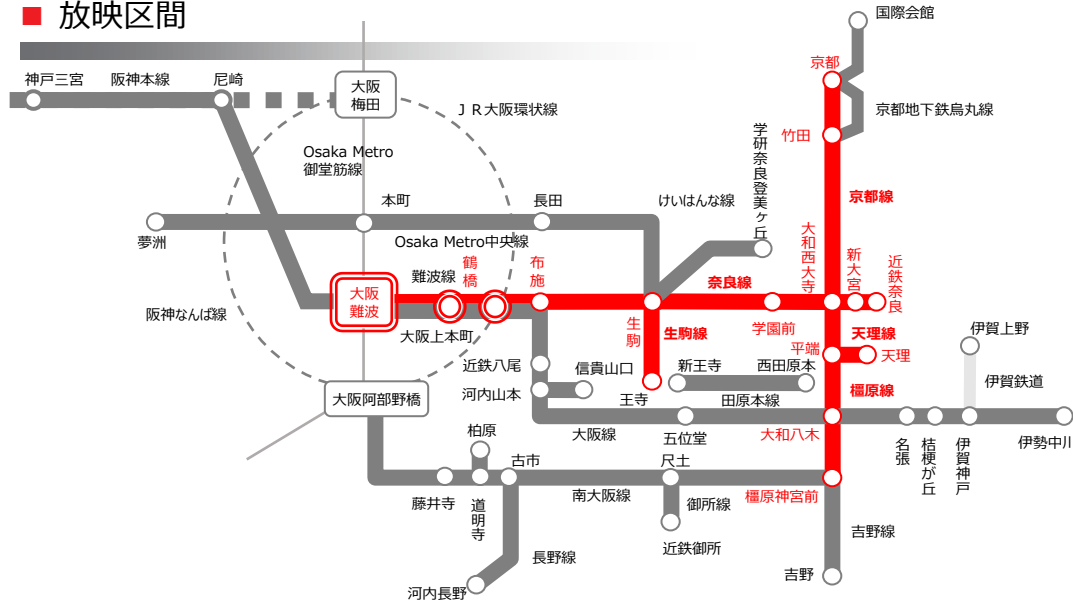 ■ 放映区間
国際会館
京都
神戸三宮
阪神本線
尼崎
大阪
梅田
ＪＲ大阪環状線
京都地下鉄烏丸線
竹田
学研奈良登美ヶ丘
Osaka Metro
御堂筋線
京都線
本町
長田
けいはんな線
夢洲
Osaka Metro中央線
大和西大寺
新大宮
近鉄奈良
鶴橋
布施
難波線
奈良線
大阪
難波
阪神なんば線
大阪上本町
生駒
生駒線
学園前
天理線
平端
天理
伊賀上野
近鉄八尾
信貴山口
新王寺
西田原本
伊賀鉄道
河内山本
橿原線
大阪阿部野橋
王寺
田原本線
大阪線
五位堂
大和八木
名張
桔梗が丘
伊賀神戸
伊勢中川
柏原
古市
尺土
藤井寺
道明寺
南大阪線
御所線
橿原神宮前
近鉄御所
吉野線
長野線
吉野
河内長野